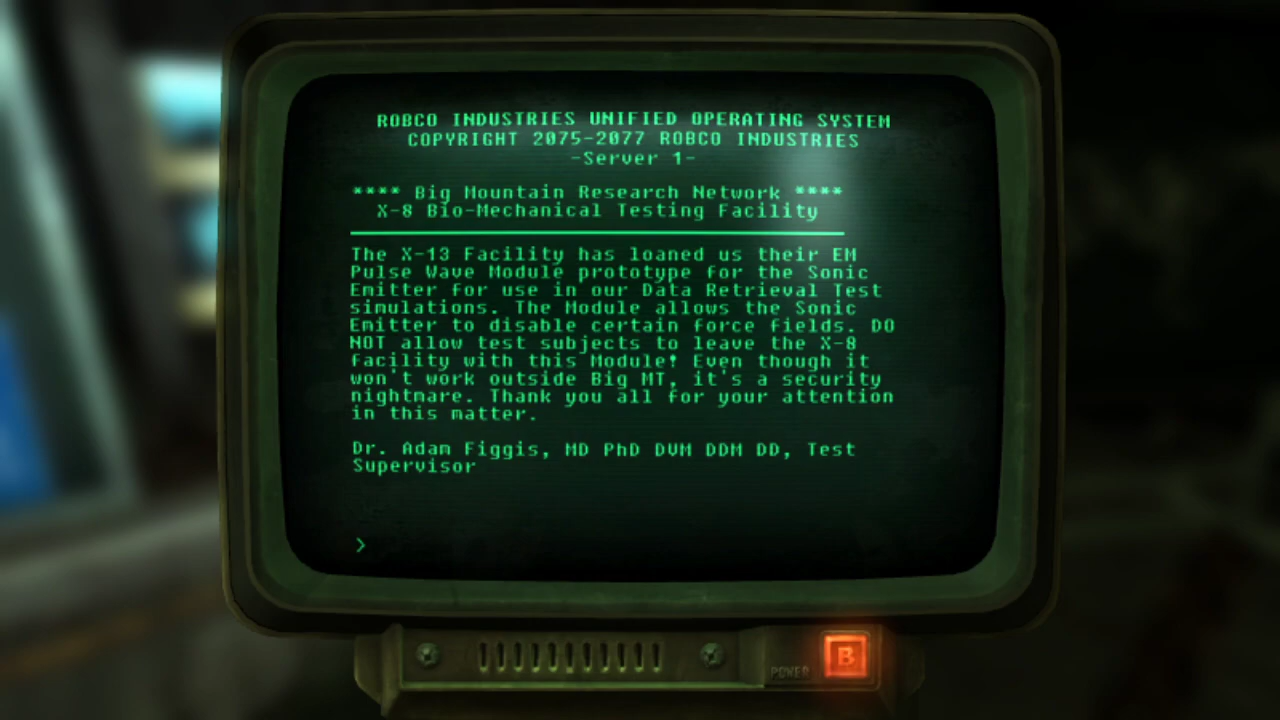 ROBCO INDUSTRIES UNIFIED OPERATING SYSTEM
COPYRIGHT 2075-2077 ROBCO INDUSTRIES
-Server 1-
**** Big Mountain Research Network ****
X-8 Bio-Mechanical Testing Facility
The X-13 Facility has loaned us their EM
Pulse Wave Module prototype for the Sonic
Emitter for use in our Data Retrieval Test
simulations. The Module allows the Sonic
Emitter to disable certain force fields. DO
NOT allow test subjects to leave the X-8
facility with this Module! Even though it
won't work outside Big MT, it's a security
nightmare. Thank you all for your attention
in this matter.
Dr. Adam Figgis, MD PhD DVM DDM DD, Test
Supervisor
>
POWER B